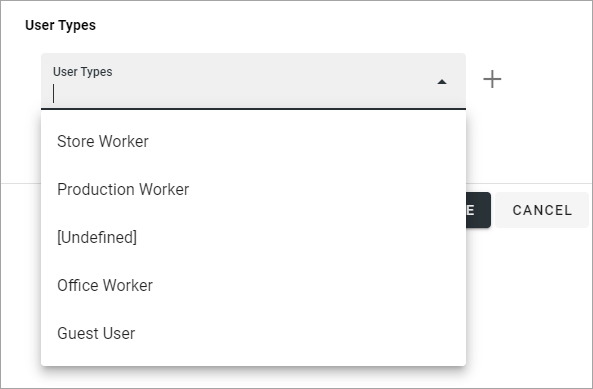 User Types
User Types
Store Worker
Production Worker
[Undefined]
Office Worker
Guest User
E
CANCEL